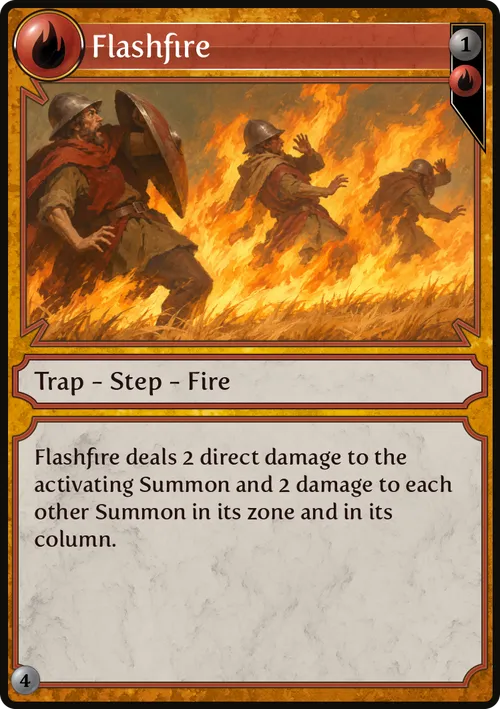 Flashfire
1
Trap - Step - Fire
Flashfire deals 2 direct damage to the
activating Summon and 2 damage to each
other Summon in its zone and in its
column.
4